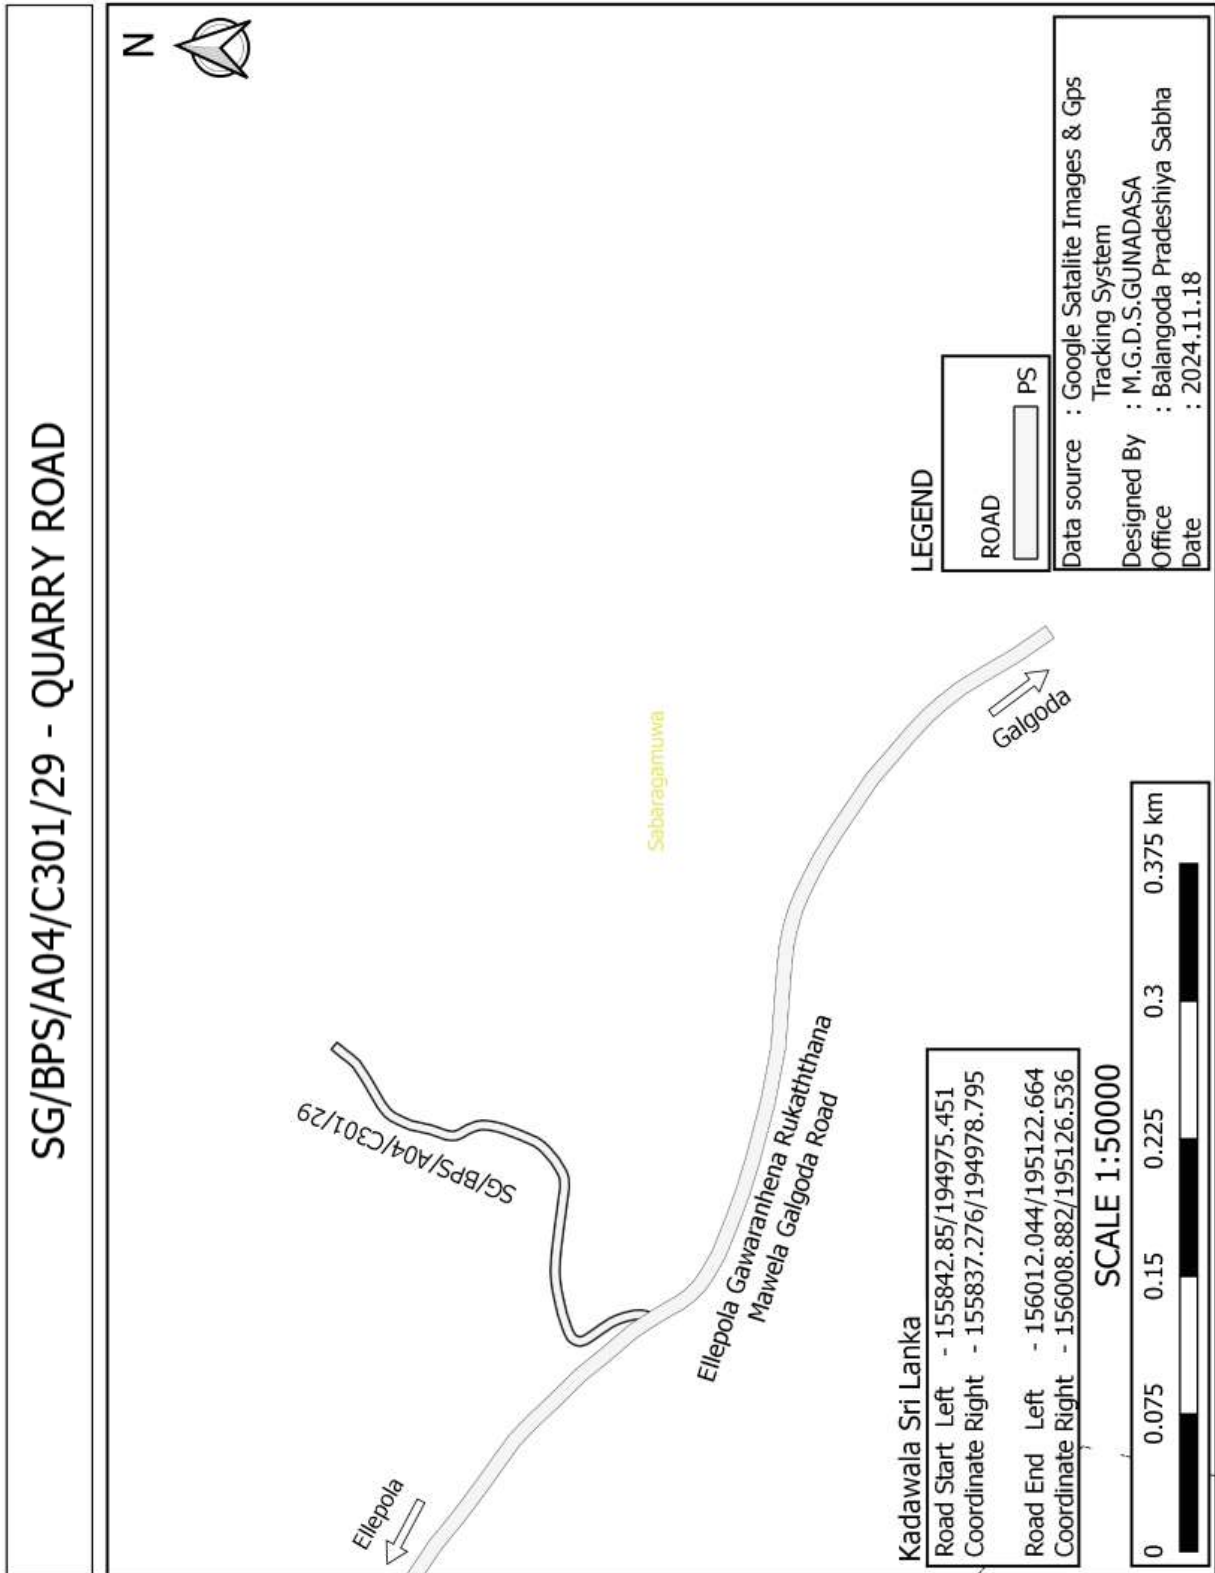 SG/BPS/A04/C301/29 - QUARRY ROAD
N
Ellepola
SG/BPS/A04/C301/29
Sabaragamuwa
Ellepola Gawaranhena Rukaththana
Mawela Galgoda Road
Galgoda
Kadawala Sri Lanka
Road Start Left - 155842.85/194975.451
Coordinate Right - 155837.276/194978.795
Road End Left - 156012.044/195122.664
Coordinate Right - 156008.882/195126.536
SCALE 1:50000
0 0.075 0.15 0.225 0.3 0.375 km
LEGEND
ROAD
PS
Data source : Google Satalite Images & Gps
Tracking System
Designed By : M.G.D.S.GUNADASA
Office : Balangoda Pradeshiya Sabha
Date : 2024.11.18